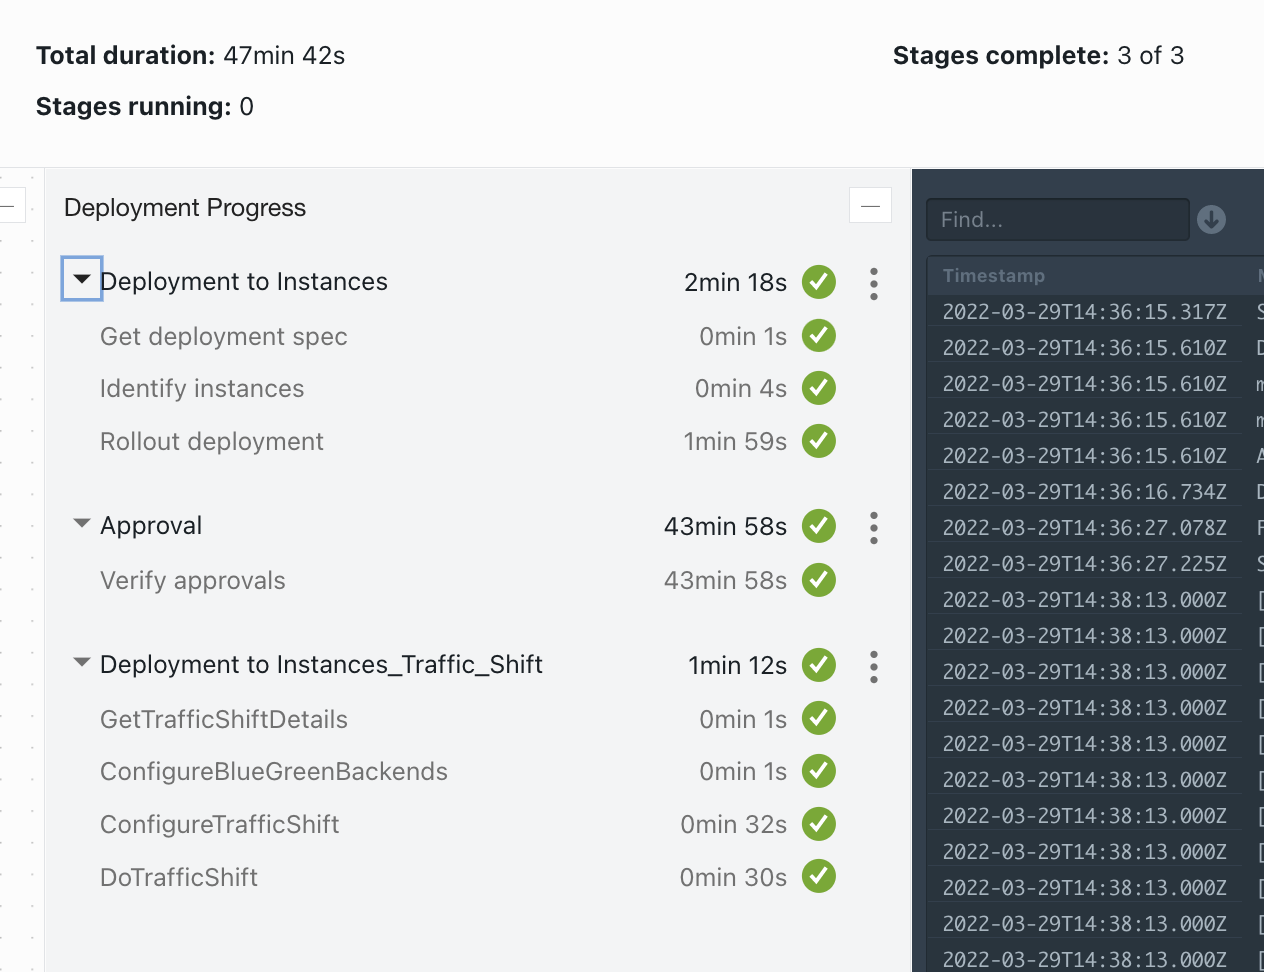 Total duration: 47min 42s
Stages complete: 3 of 3
Stages running: 0
Deployment Progress
Deployment to Instances 2min 18s
Get deployment spec 0min 1s
Identify instances 0min 4s
Rollout deployment 1min 59s
Approval 43min 58s
Verify approvals 43min 58s
Deployment to Instances_Traffic_Shift 1min 12s
GetTrafficShiftDetails 0min 1s
ConfigureBlueGreenBackends 0min 1s
ConfigureTrafficShift 0min 32s
DoTrafficShift 0min 30s
Find...
Timestamp
2022-03-29T14:36:15.317Z
2022-03-29T14:36:15.610Z
2022-03-29T14:36:15.610Z
2022-03-29T14:36:15.610Z
2022-03-29T14:36:15.610Z
2022-03-29T14:36:16.734Z
2022-03-29T14:36:27.078Z
2022-03-29T14:36:27.225Z
2022-03-29T14:38:13.000Z
2022-03-29T14:38:13.000Z
2022-03-29T14:38:13.000Z
2022-03-29T14:38:13.000Z
2022-03-29T14:38:13.000Z
2022-03-29T14:38:13.000Z
2022-03-29T14:38:13.000Z
2022-03-29T14:38:13.000Z
2022-03-29T14:38:13.000Z
2022-03-29T14:38:13.000Z
2022-03-29T14:38:13.000Z